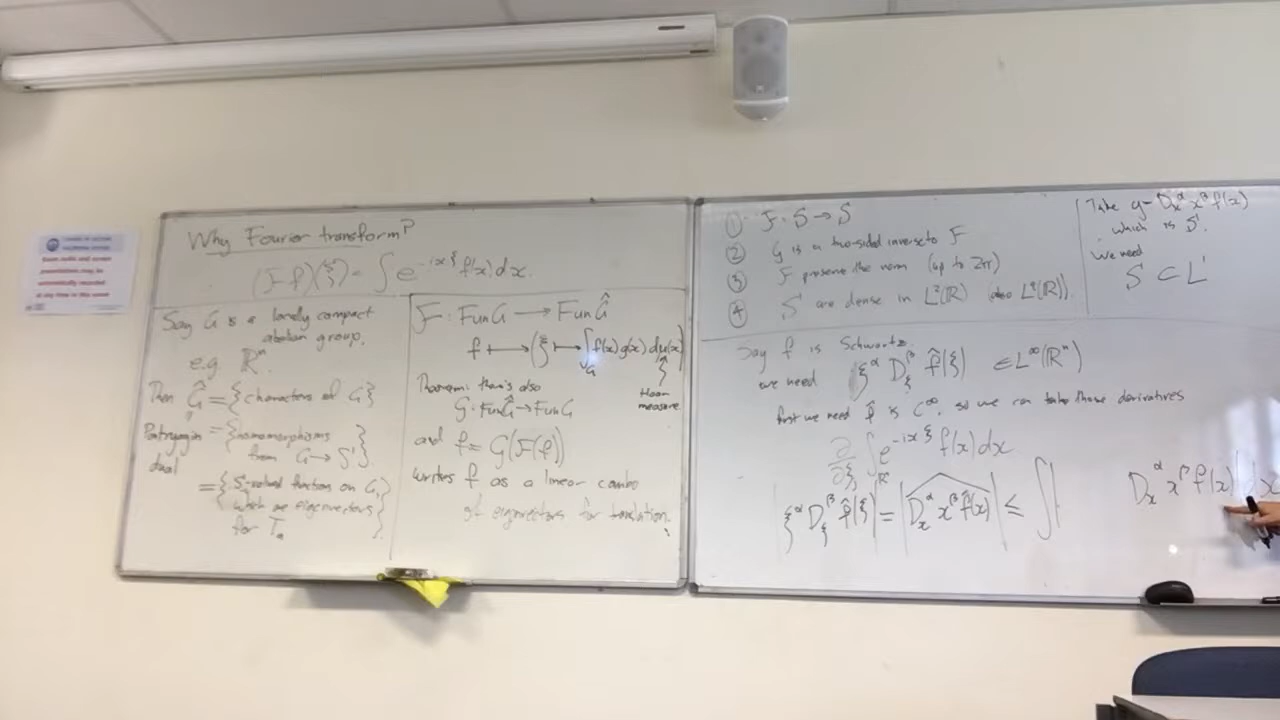 Why Fourier transform?
(F f)(ξ) = ∫ e^{-ixξ} f(x) dx.
Say G is a locally compact
abelian group.
e.g. ℝⁿ.
Then Ĝ = {characters of G}
Pontryagin dual
= {homomorphisms
from G → S¹}
= {S¹-valued function on G,
which are eigenvectors
for Tₐ}
F: Fun G → Fun Ĝ
f ↦ (ξ ↦ ∫_G f(x) g(x) dμ(x)
Haar
measure
Theorem: there's also
G: Fun Ĝ → Fun G
and f = G(F(f))
writes f as a linear combo
of eigenvectors for translation.
① F: S → S
② G is a two-sided inverse to F
③ F preserve the norm (up to 2π)
④ S are dense in L²(ℝ) (also L¹(ℝ)).
Take g = D_x^α x^β f(x)
which is S.
we need
S ⊂ L¹
Say f is Schwartz.
we need |ξ^α D_ξ^β f̂(ξ)| ∈ L^∞(ℝⁿ)
first we need f̂ is C^∞, so we can take those derivatives
∂/∂ξ ∫_ℝ e^{-ixξ} f(x) dx
|ξ^α D_ξ^β f̂(ξ)| = |D_x^α x^β f(x)| ≤ ∫| D_x^α x^β f(x)| dx